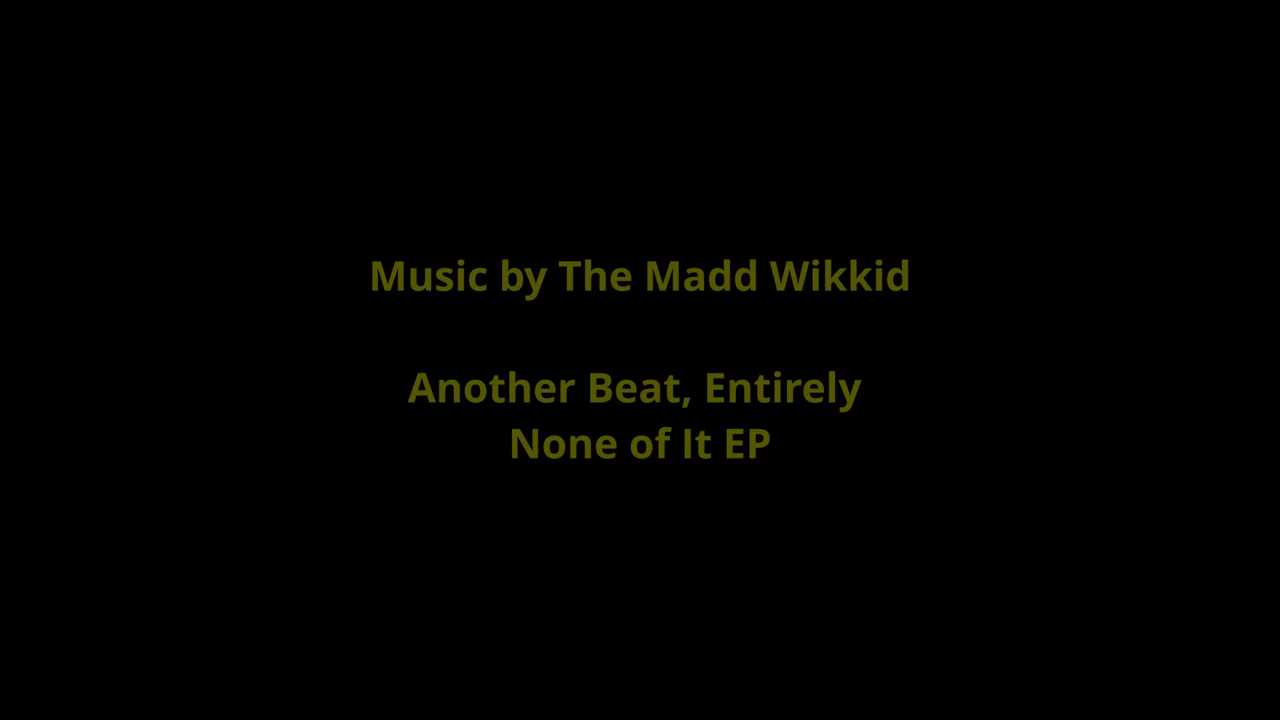 Music by The Madd Wikkid
Another Beat, Entirely
None of It EP